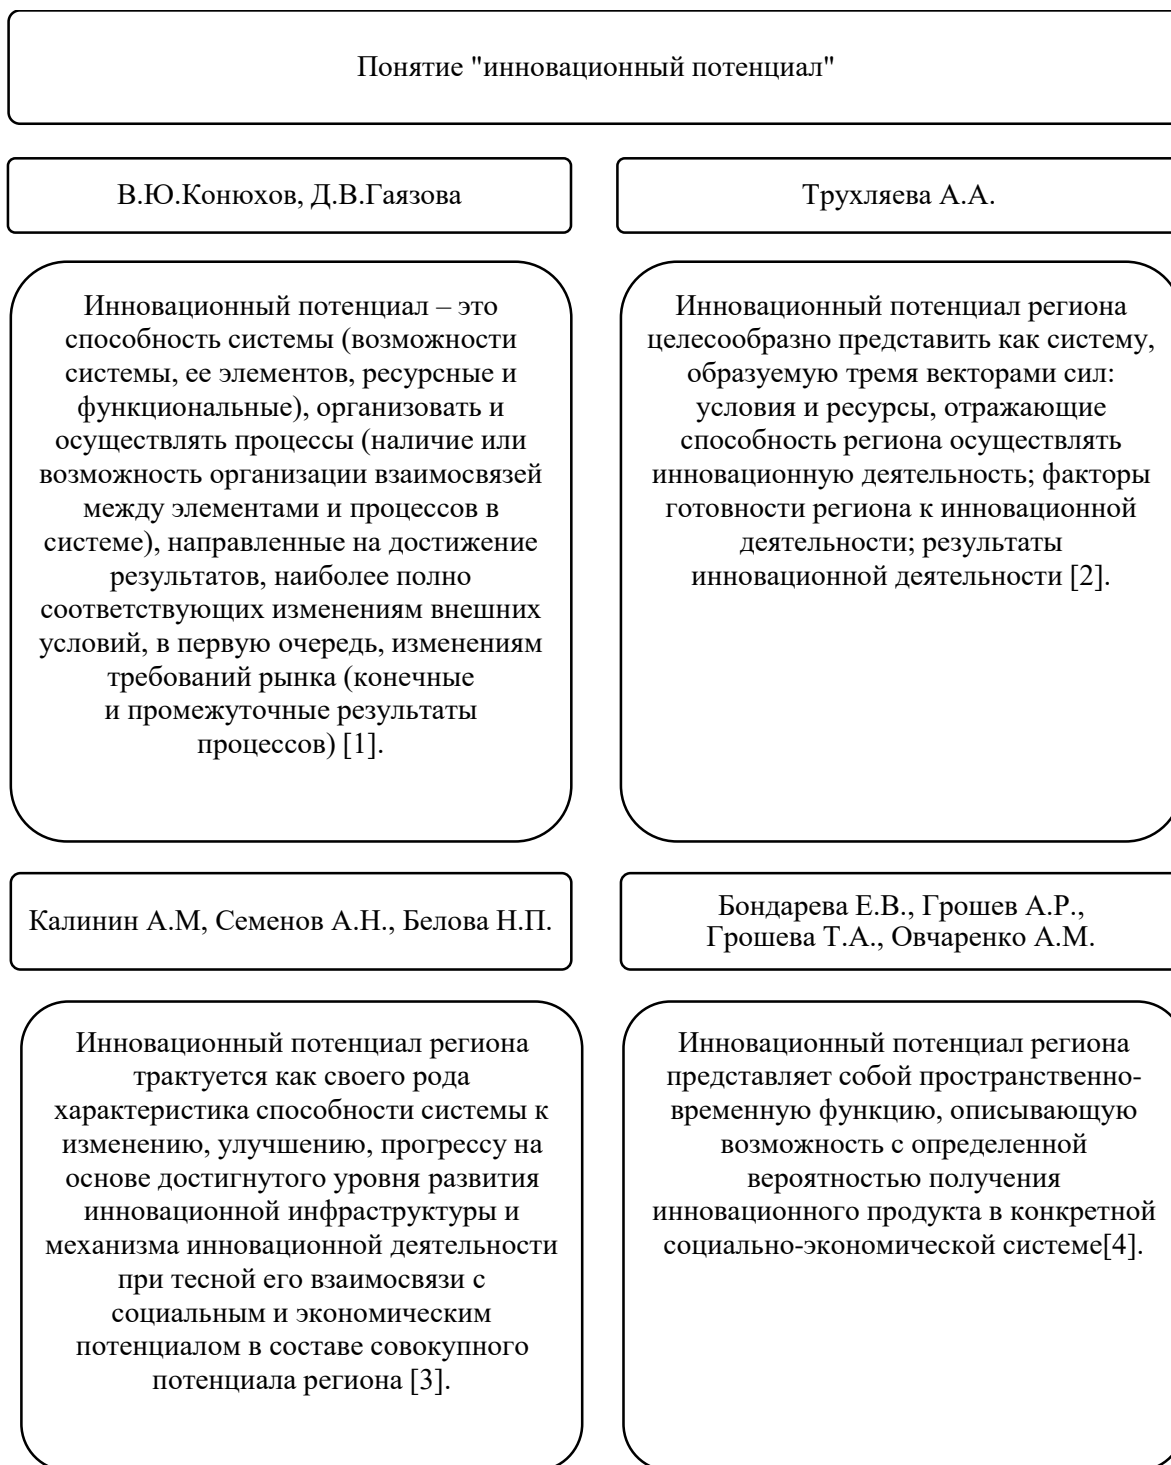 Понятие "инновационный потенциал"
В.Ю.Конюхов, Д.В.Гаязова
Инновационный потенциал – это
способность системы (возможности
системы, ее элементов, ресурсные и
функциональные), организовать и
осуществлять процессы (наличие или
возможность организации взаимосвязей
между элементами и процессов в
системе), направленные на достижение
результатов, наиболее полно
соответствующих изменениям внешних
условий, в первую очередь, изменениям
требований рынка (конечные
и промежуточные результаты
процессов) [1].
Трухляева А.А.
Инновационный потенциал региона
целесообразно представить как систему,
образуемую тремя векторами сил:
условия и ресурсы, отражающие
способность региона осуществлять
инновационную деятельность; факторы
готовности региона к инновационной
деятельности; результаты
инновационной деятельности [2].
Калинин А.М, Семенов А.Н., Белова Н.П.
Инновационный потенциал региона
трактуется как своего рода
характеристика способности системы к
изменению, улучшению, прогрессу на
основе достигнутого уровня развития
инновационной инфраструктуры и
механизма инновационной деятельности
при тесной его взаимосвязи с
социальным и экономическим
потенциалом в составе совокупного
потенциала региона [3].
Бондарева Е.В., Грошев А.Р.,
Грошева Т.А., Овчаренко А.М.
Инновационный потенциал региона
представляет собой пространственно-
временную функцию, описывающую
возможность с определенной
вероятностью получения
инновационного продукта в конкретной
социально-экономической системе[4].